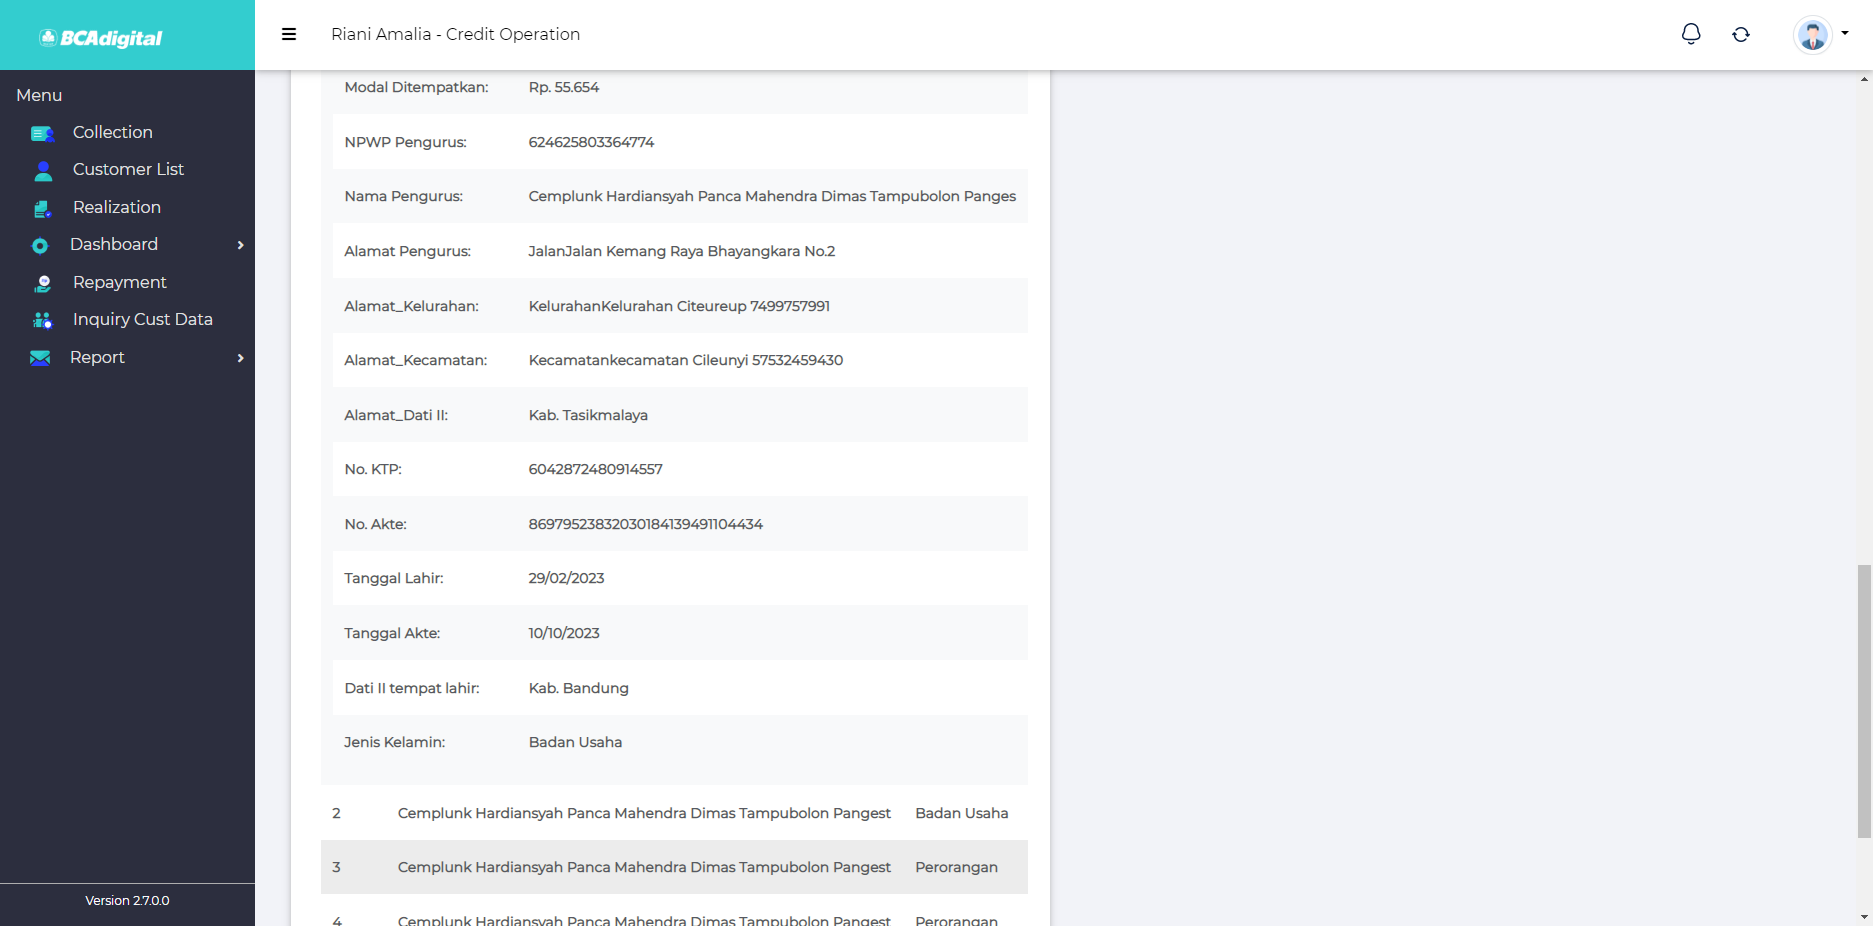 BCAdigital
Riani Amalia - Credit Operation
Menu
Collection
Customer List
Realization
Dashboard
Repayment
Inquiry Cust Data
Report
Version 2.7.0.0
Modal Ditempatkan: Rp. 55.654
NPWP Pengurus: 624625803364774
Nama Pengurus: Cemplunk Hardiansyah Panca Mahendra Dimas Tampubolon Panges
Alamat Pengurus: JalanJalan Kemang Raya Bhayangkara No.2
Alamat_Kelurahan: KelurahanKelurahan Citeureup 7499757991
Alamat_Kecamatan: Kecamatankecamatan Cileunyi 57532459430
Alamat_Dati II: Kab. Tasikmalaya
No. KTP: 6042872480914557
No. Akte: 86979523832030184139491104434
Tanggal Lahir: 29/02/2023
Tanggal Akte: 10/10/2023
Dati II tempat lahir: Kab. Bandung
Jenis Kelamin: Badan Usaha
2 Cemplunk Hardiansyah Panca Mahendra Dimas Tampubolon Pangest Badan Usaha
3 Cemplunk Hardiansyah Panca Mahendra Dimas Tampubolon Pangest Perorangan
4 Cemplunk Hardiansyah Panca Mahendra Dimas Tampubolon Pangest Perorangan